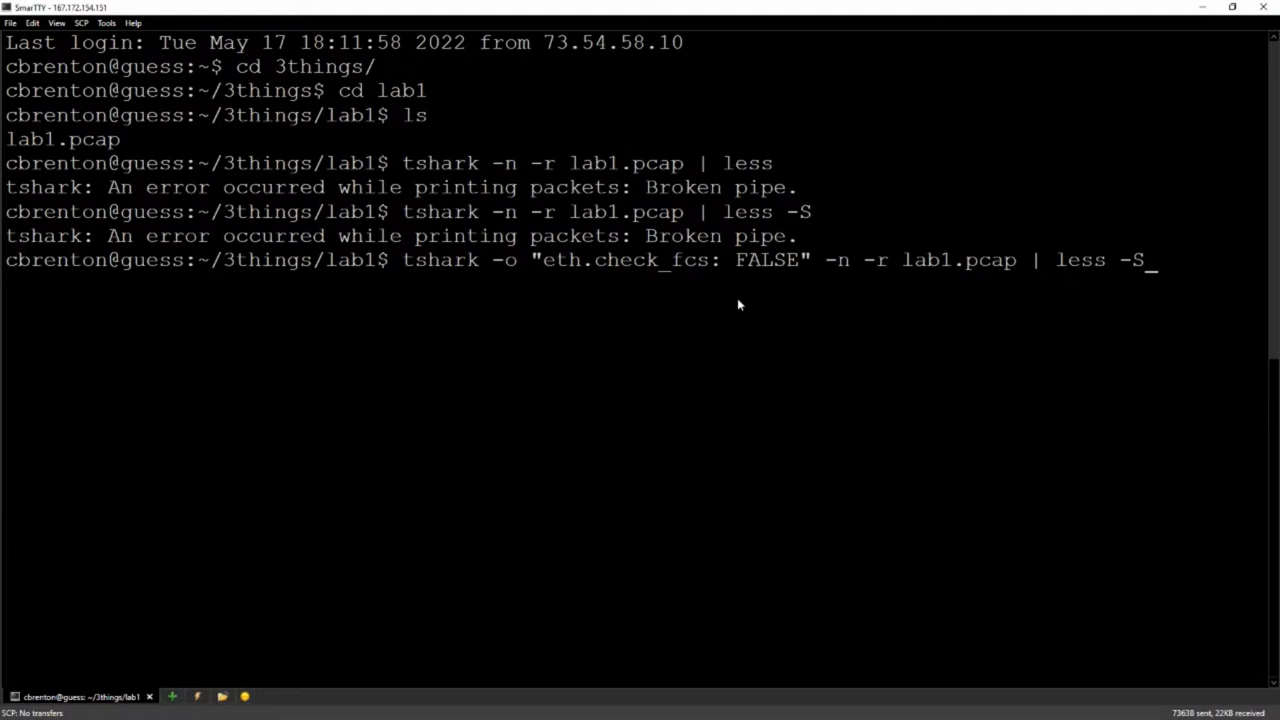 SmarTTY - 167.172.154.151
File Edit View SCP Tools Help
Last login: Tue May 17 18:11:58 2022 from 73.54.58.10
cbrenton@guess:~$ cd 3things/
cbrenton@guess:~/3things$ cd lab1
cbrenton@guess:~/3things/lab1$ ls
lab1.pcap
cbrenton@guess:~/3things/lab1$ tshark -n -r lab1.pcap | less
tshark: An error occurred while printing packets: Broken pipe.
cbrenton@guess:~/3things/lab1$ tshark -n -r lab1.pcap | less -S
tshark: An error occurred while printing packets: Broken pipe.
cbrenton@guess:~/3things/lab1$ tshark -o "eth.check_fcs: FALSE" -n -r lab1.pcap | less -S_
cbrenton@guess: ~/3things/lab1
SCP: No transfers
7363B sent, 22KB received